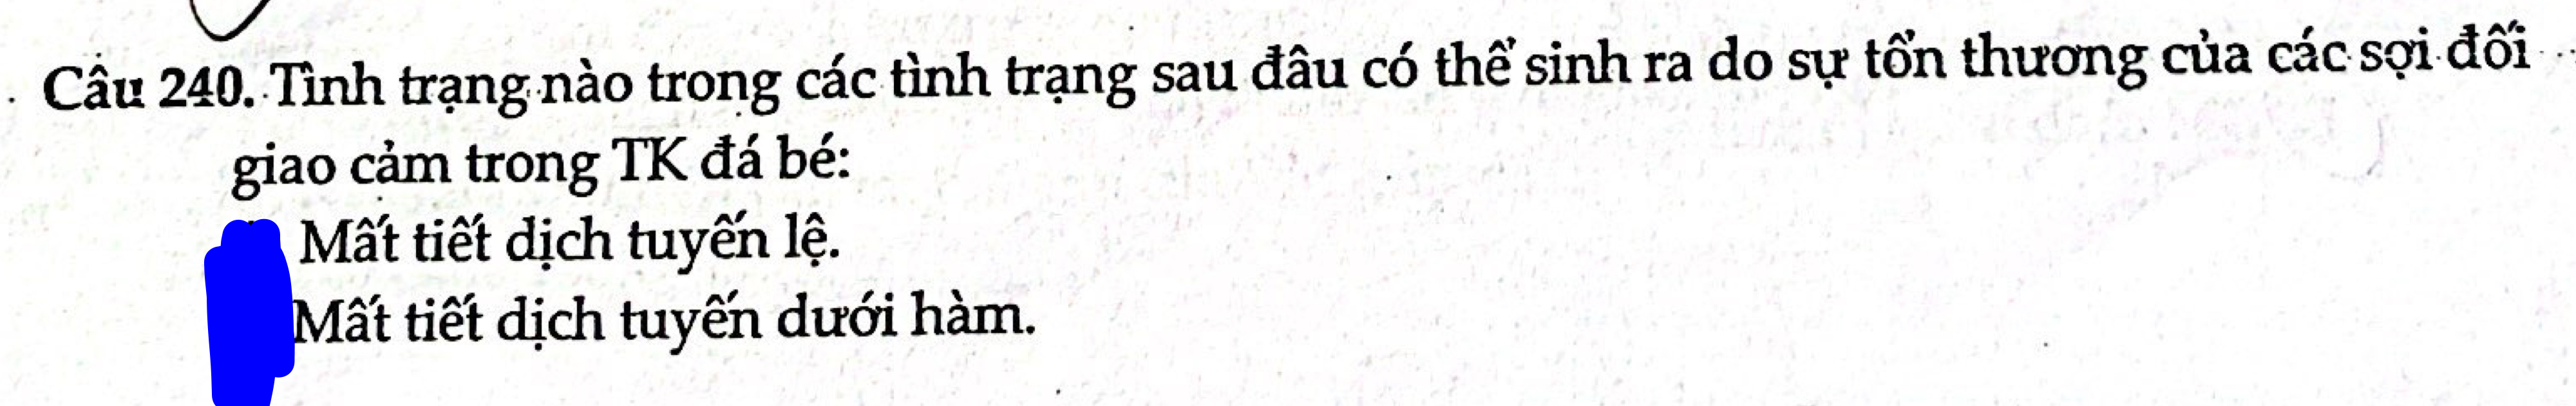 Câu 240. Tình trạng nào trong các tình trạng sau đâu có thể sinh ra do sự tổn thương của các sợi đối
giao cảm trong TK đá bé:
Mất tiết dịch tuyến lệ.
Mất tiết dịch tuyến dưới hàm.